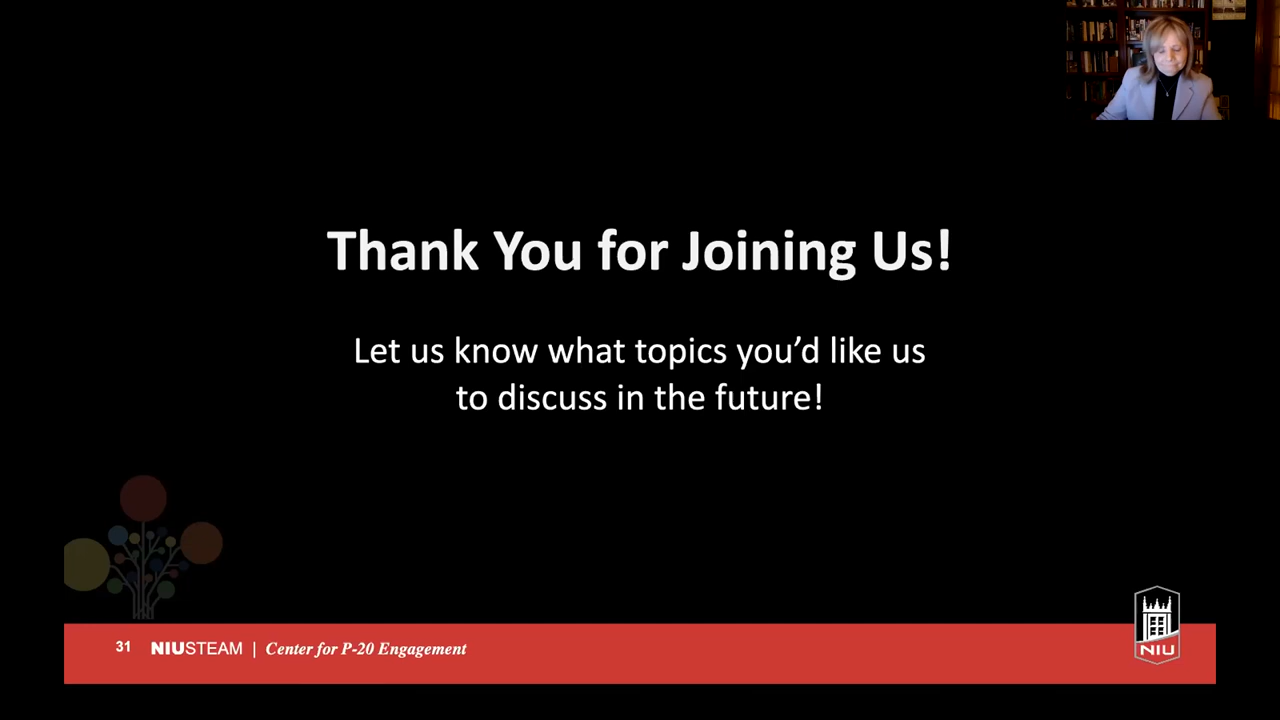 Thank You for Joining Us!
Let us know what topics you’d like us
to discuss in the future!
31 NIUSTEAM | Center for P-20 Engagement
NIU